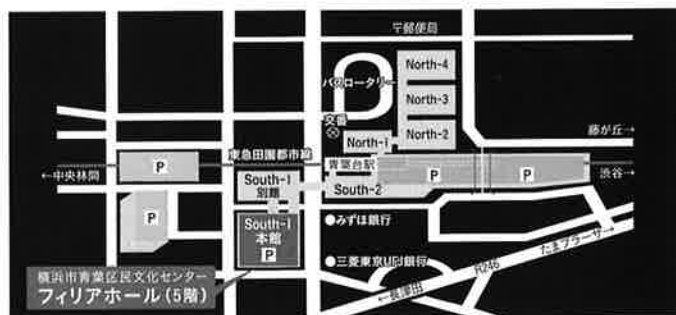 〒郵便局
North-4
バスロータリー
North-3
交番
North-2
藤が丘→
North-1
東急田園都市線
青葉台駅
P
P
P
←中央林間
渋谷→
South-1
別館
South-2
P
South-1
本館
P
●みずほ銀行
横浜市青葉区民文化センター
フィリアホール(5階)
●三菱東京UFJ銀行
R246
たまプラーザ→
←長津田